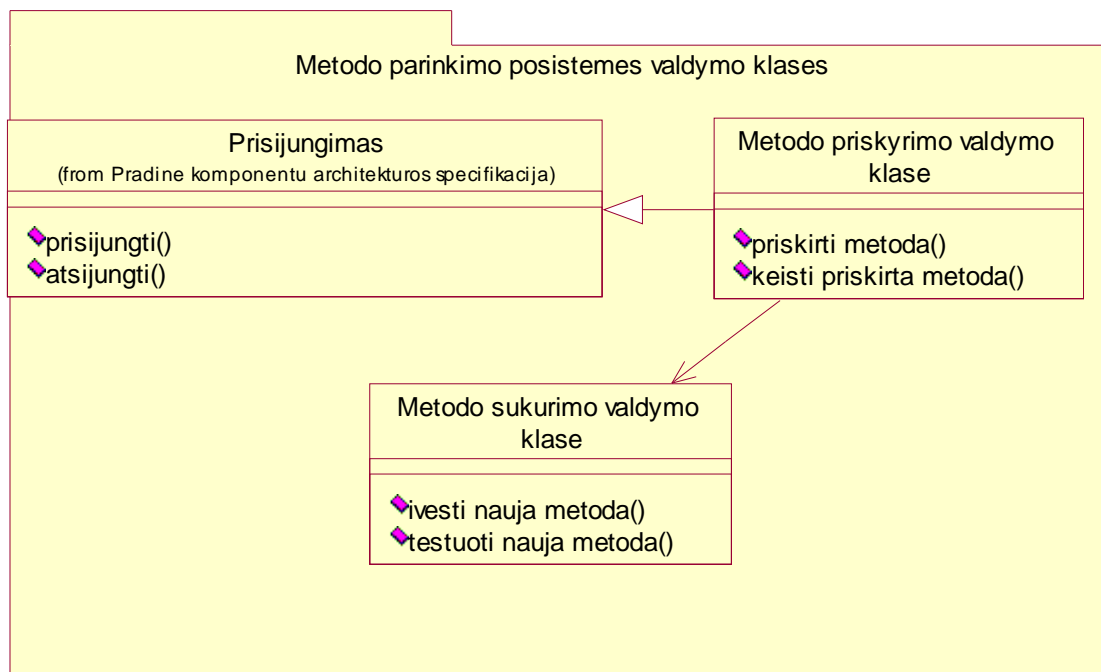 Metodo parinkimo posistemes valdymo klases
Prisijungimas
(from Pradine komponentu architekturos specifikacija)
prisijungti()
atsijungti()
Metodo priskyrimo valdymo
klase
priskirti metoda()
keisti priskirta metoda()
Metodo sukurimo valdymo
klase
ivesti nauja metoda()
testuoti nauja metoda()